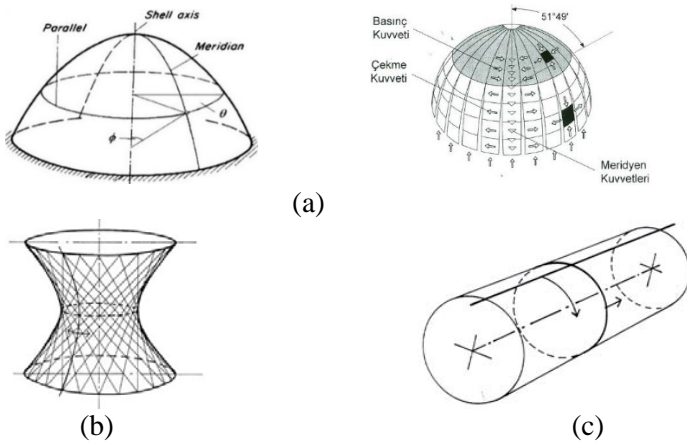 Shell axis
Parallel
Meridian
θ
ϕ
51°49'
Basınç
Kuvveti
Çekme
Kuvveti
Meridyen
Kuvvetleri
(a)
(b)
(c)